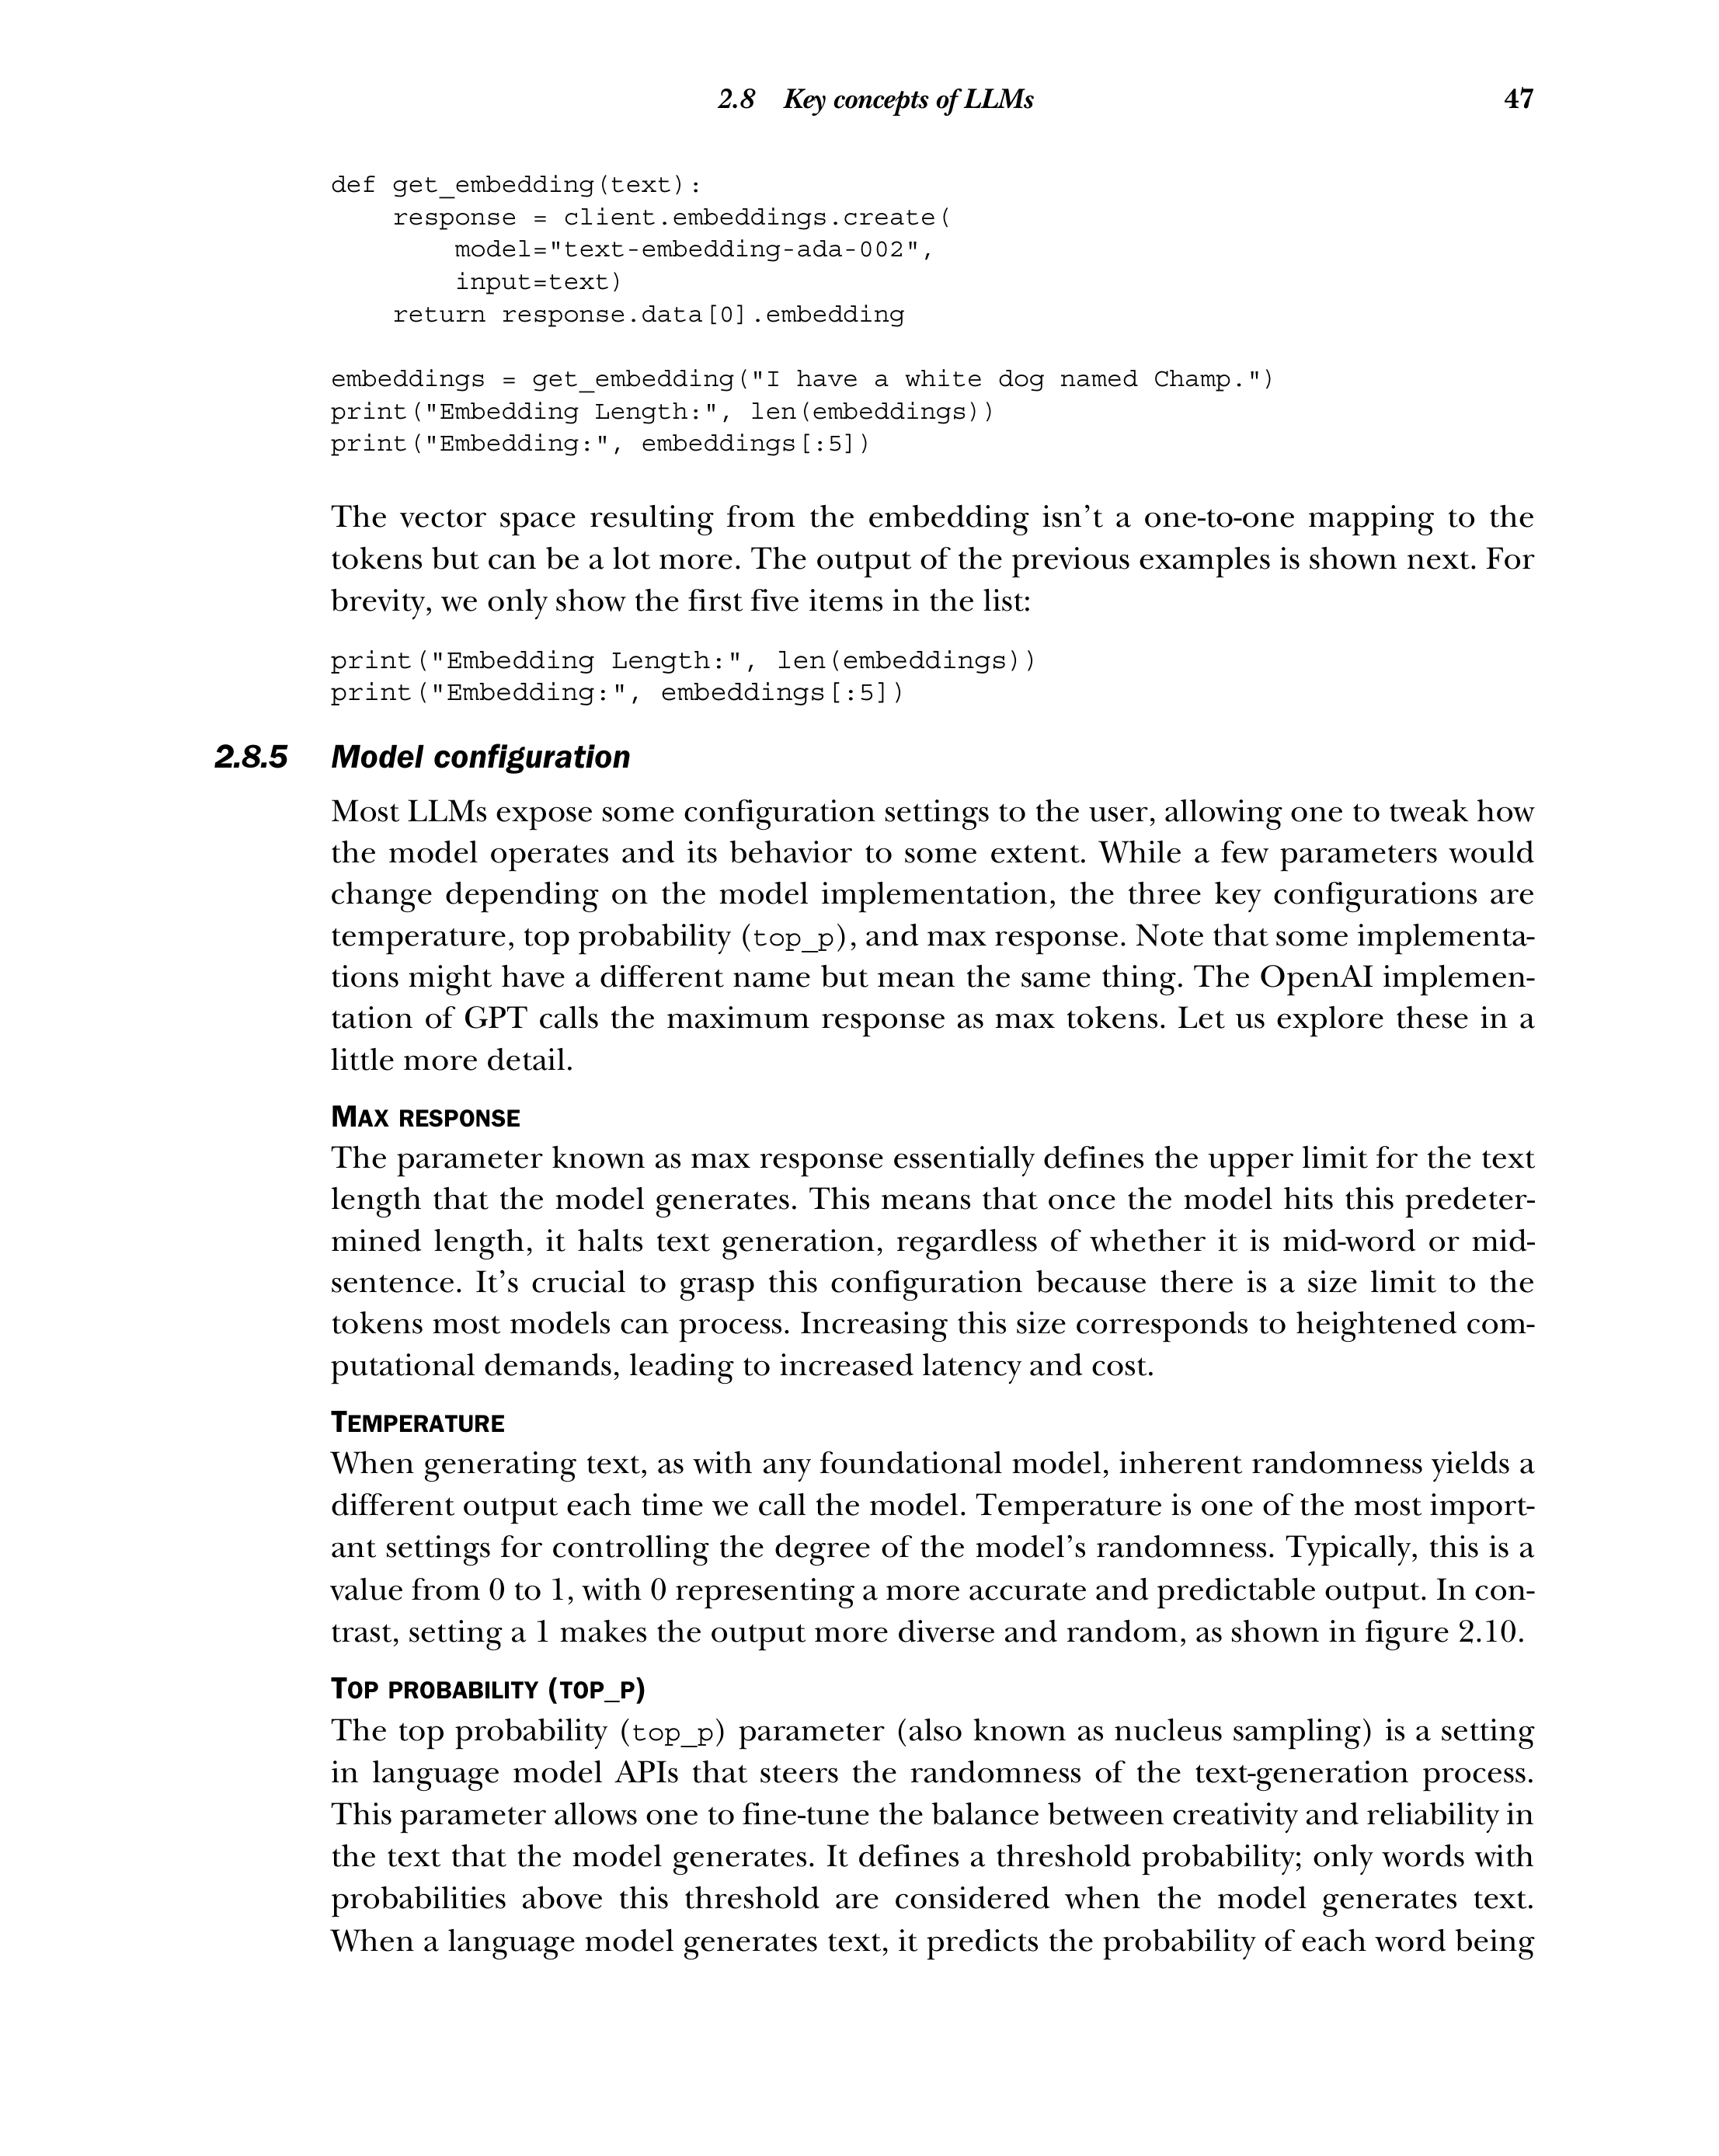 2.8 Key concepts of LLMs 47
def get_embedding(text):
    response = client.embeddings.create(
        model="text-embedding-ada-002",
        input=text)
    return response.data[0].embedding
embeddings = get_embedding("I have a white dog named Champ.")
print("Embedding Length:", len(embeddings))
print("Embedding:", embeddings[:5])
The vector space resulting from the embedding isn’t a one-to-one mapping to the
tokens but can be a lot more. The output of the previous examples is shown next. For
brevity, we only show the first five items in the list:
print("Embedding Length:", len(embeddings))
print("Embedding:", embeddings[:5])
2.8.5 Model configuration
Most LLMs expose some configuration settings to the user, allowing one to tweak how
the model operates and its behavior to some extent. While a few parameters would
change depending on the model implementation, the three key configurations are
temperature, top probability (top_p), and max response. Note that some implementa-
tions might have a different name but mean the same thing. The OpenAI implemen-
tation of GPT calls the maximum response as max tokens. Let us explore these in a
little more detail.
MAX RESPONSE
The parameter known as max response essentially defines the upper limit for the text
length that the model generates. This means that once the model hits this predeter-
mined length, it halts text generation, regardless of whether it is mid-word or mid-
sentence. It’s crucial to grasp this configuration because there is a size limit to the
tokens most models can process. Increasing this size corresponds to heightened com-
putational demands, leading to increased latency and cost.
TEMPERATURE
When generating text, as with any foundational model, inherent randomness yields a
different output each time we call the model. Temperature is one of the most import-
ant settings for controlling the degree of the model’s randomness. Typically, this is a
value from 0 to 1, with 0 representing a more accurate and predictable output. In con-
trast, setting a 1 makes the output more diverse and random, as shown in figure 2.10.
TOP PROBABILITY (TOP_P)
The top probability (top_p) parameter (also known as nucleus sampling) is a setting
in language model APIs that steers the randomness of the text-generation process.
This parameter allows one to fine-tune the balance between creativity and reliability in
the text that the model generates. It defines a threshold probability; only words with
probabilities above this threshold are considered when the model generates text.
When a language model generates text, it predicts the probability of each word being